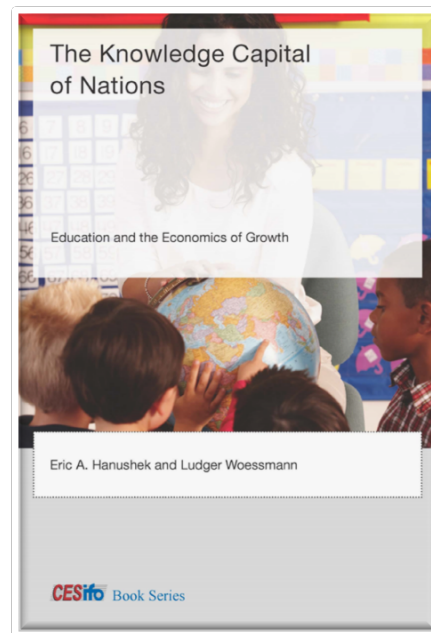 The Knowledge Capital
of Nations
Education and the Economics of Growth
Eric A. Hanushek and Ludger Woessmann
CESifo Book Series